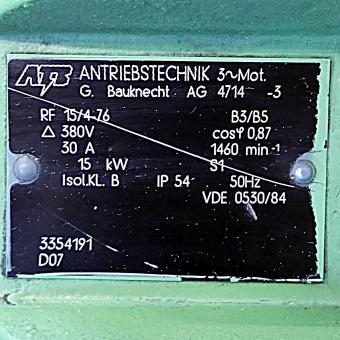 ATB ANTRIEBSTECHNIK 3~Mot.
G. Bauknecht AG 4714 -3
RF 15/4-76 B3/B5
△ 380V cosφ 0,87
30 A 1460 min⁻¹
15 kW S1
Isol.KL. B IP 54 50Hz
VDE 0530/84
3354191
D07